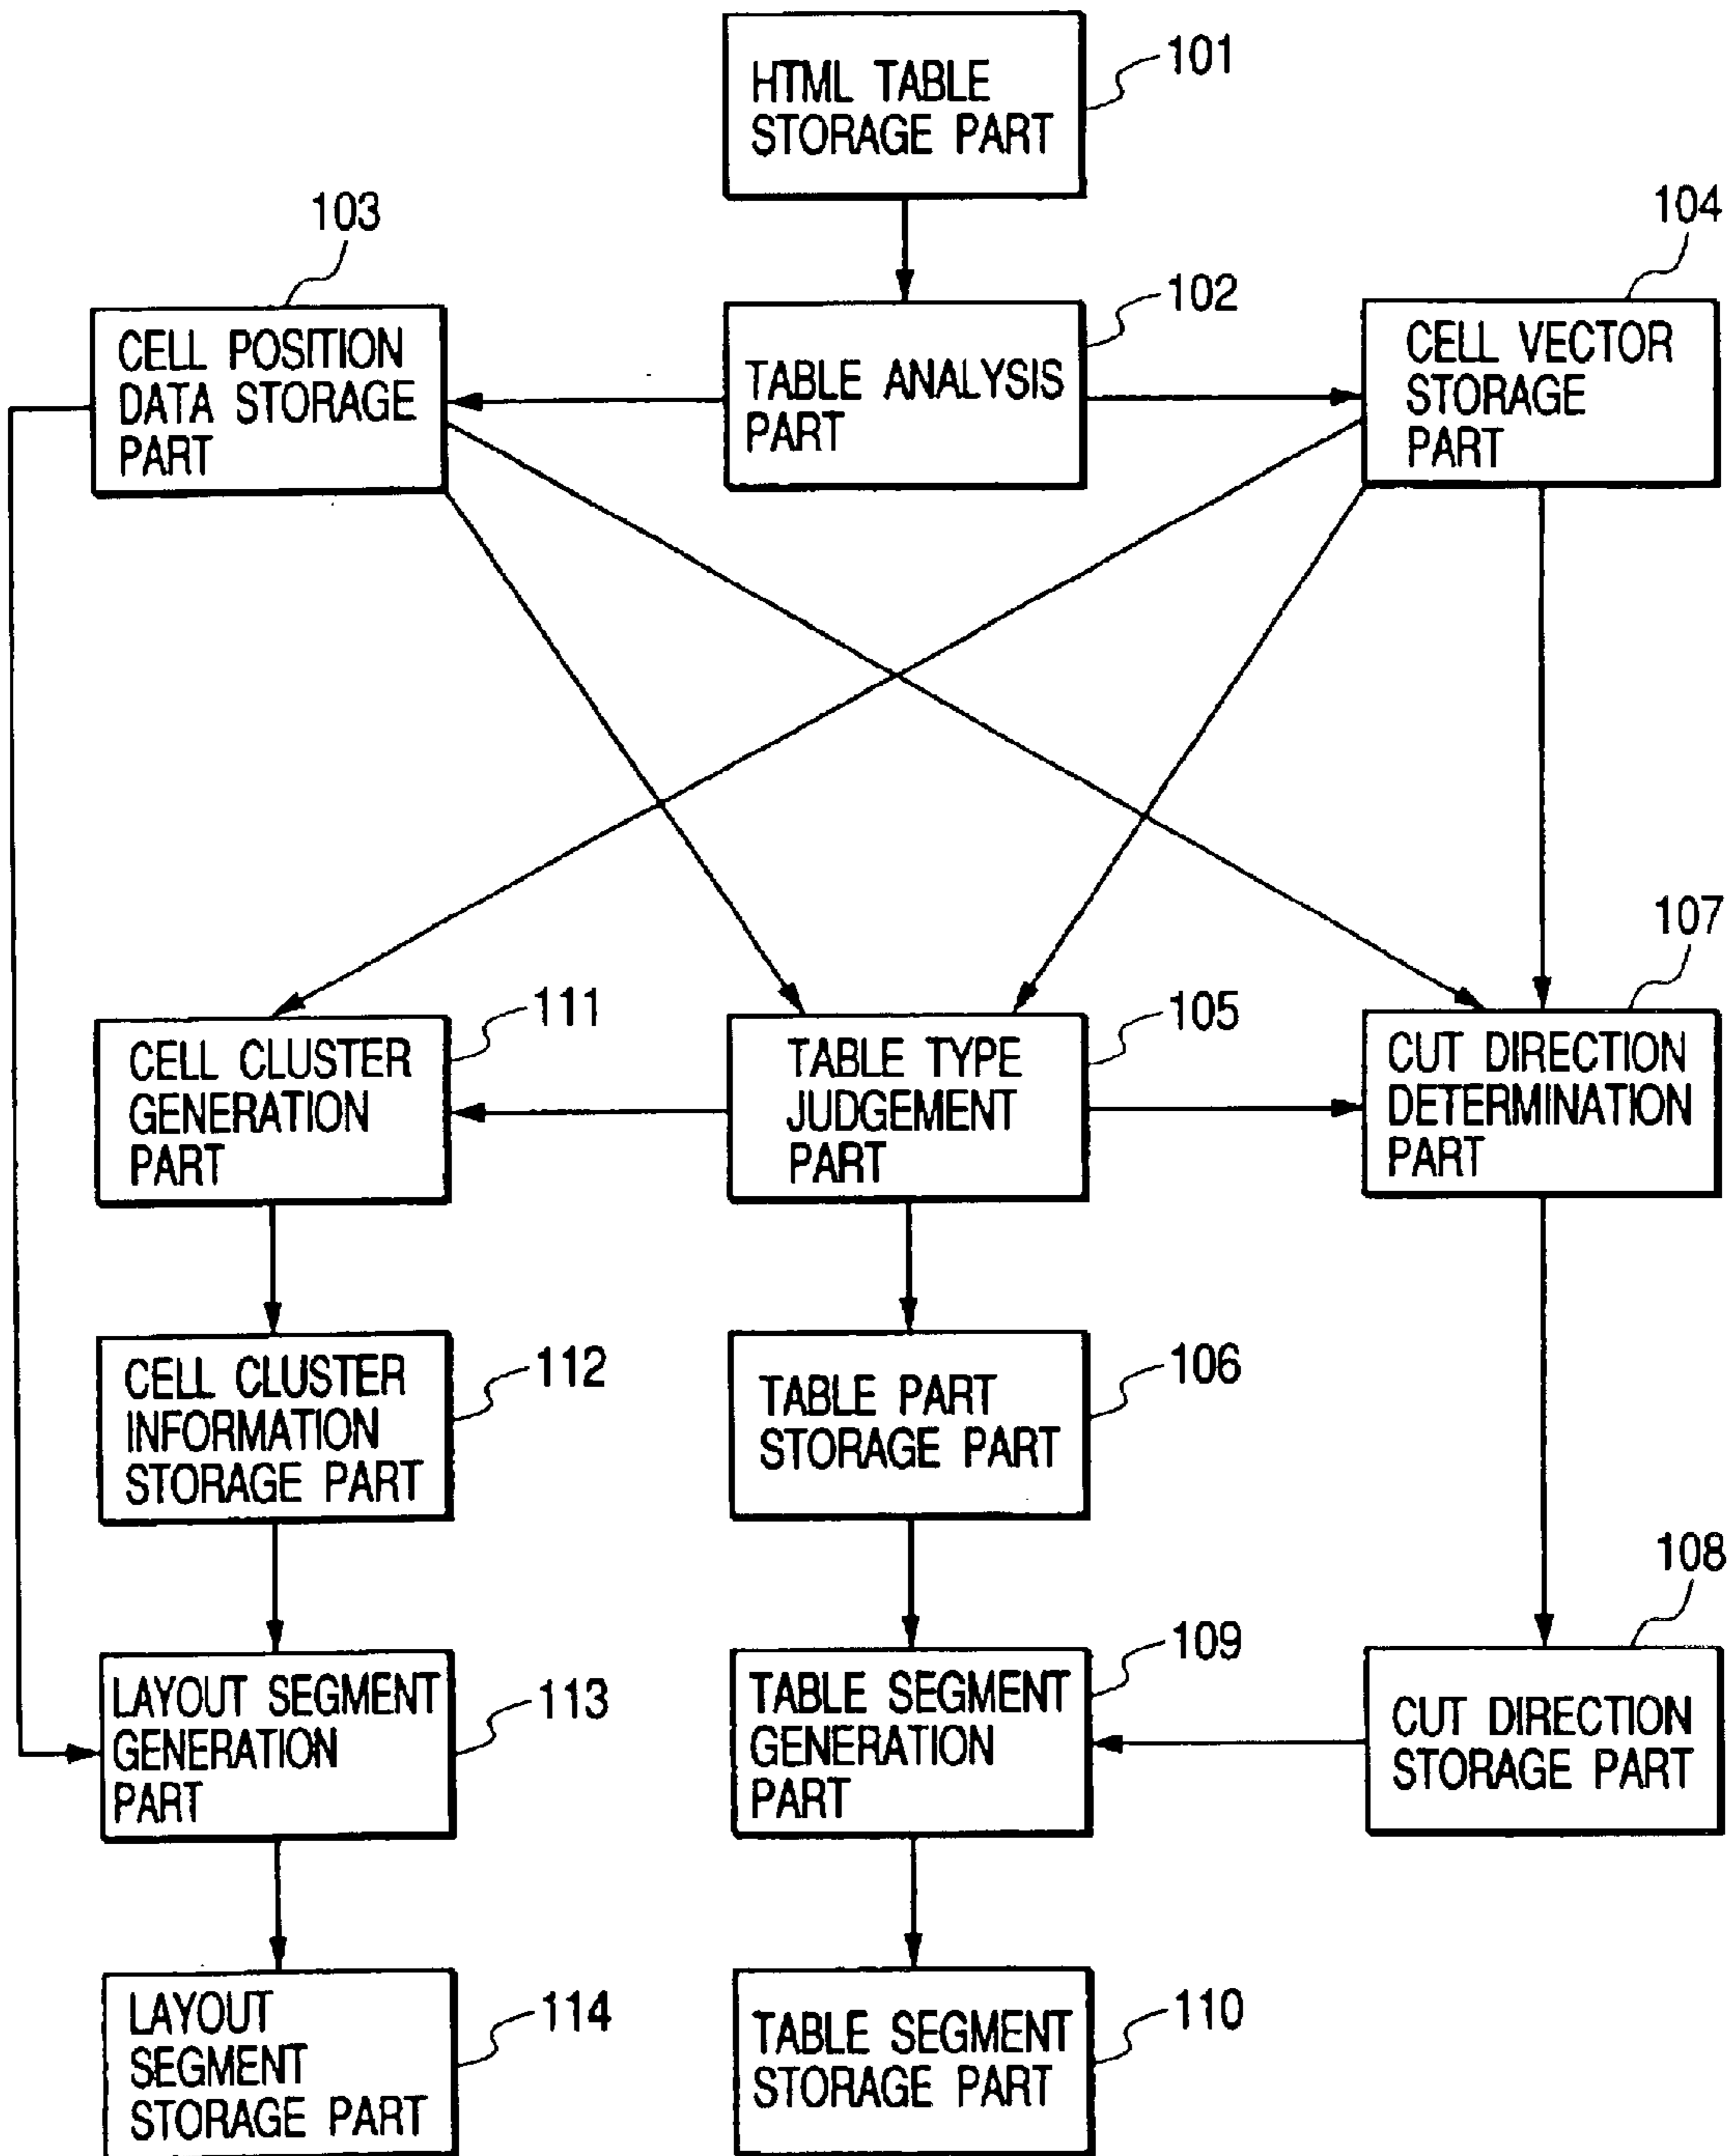 HTML TABLE
STORAGE PART
101
103
CELL POSITION
DATA STORAGE
PART
TABLE ANALYSIS
PART
102
104
CELL VECTOR
STORAGE
PART
CELL CLUSTER
GENERATION
PART
111
TABLE TYPE
JUDGEMENT
PART
105
107
CUT DIRECTION
DETERMINATION
PART
CELL CLUSTER
INFORMATION
STORAGE PART
112
TABLE PART
STORAGE PART
106
LAYOUT SEGMENT
GENERATION
PART
113
TABLE SEGMENT
GENERATION
PART
109
108
CUT DIRECTION
STORAGE PART
LAYOUT
SEGMENT
STORAGE PART
114
TABLE SEGMENT
STORAGE PART
110